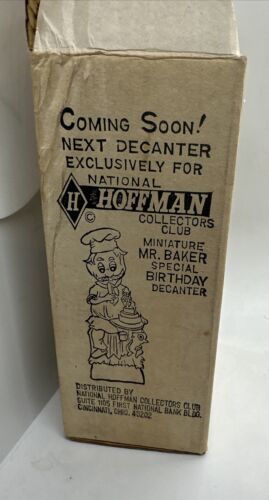 COMING SOON!
NEXT DECANTER
EXCLUSIVELY FOR
NATIONAL
H HOFFMAN
©
COLLECTORS
CLUB
MINIATURE
MR. BAKER
SPECIAL
BIRTHDAY
DECANTER
DISTRIBUTED BY
NATIONAL HOFFMAN COLLECTORS CLUB
SUITE 1105 FIRST NATIONAL BANK BLDG.
CINCINNATI, OHIO. 45202